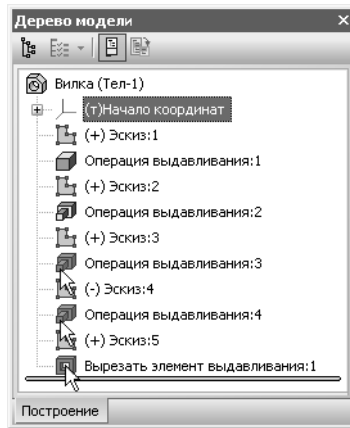 Дерево модели
Вилка (Тел-1)
(т)Начало координат
(+) Эскиз:1
Операция выдавливания:1
(+) Эскиз:2
Операция выдавливания:2
(+) Эскиз:3
Операция выдавливания:3
(-) Эскиз:4
Операция выдавливания:4
(+) Эскиз:5
Вырезать элемент выдавливания:1
Построение